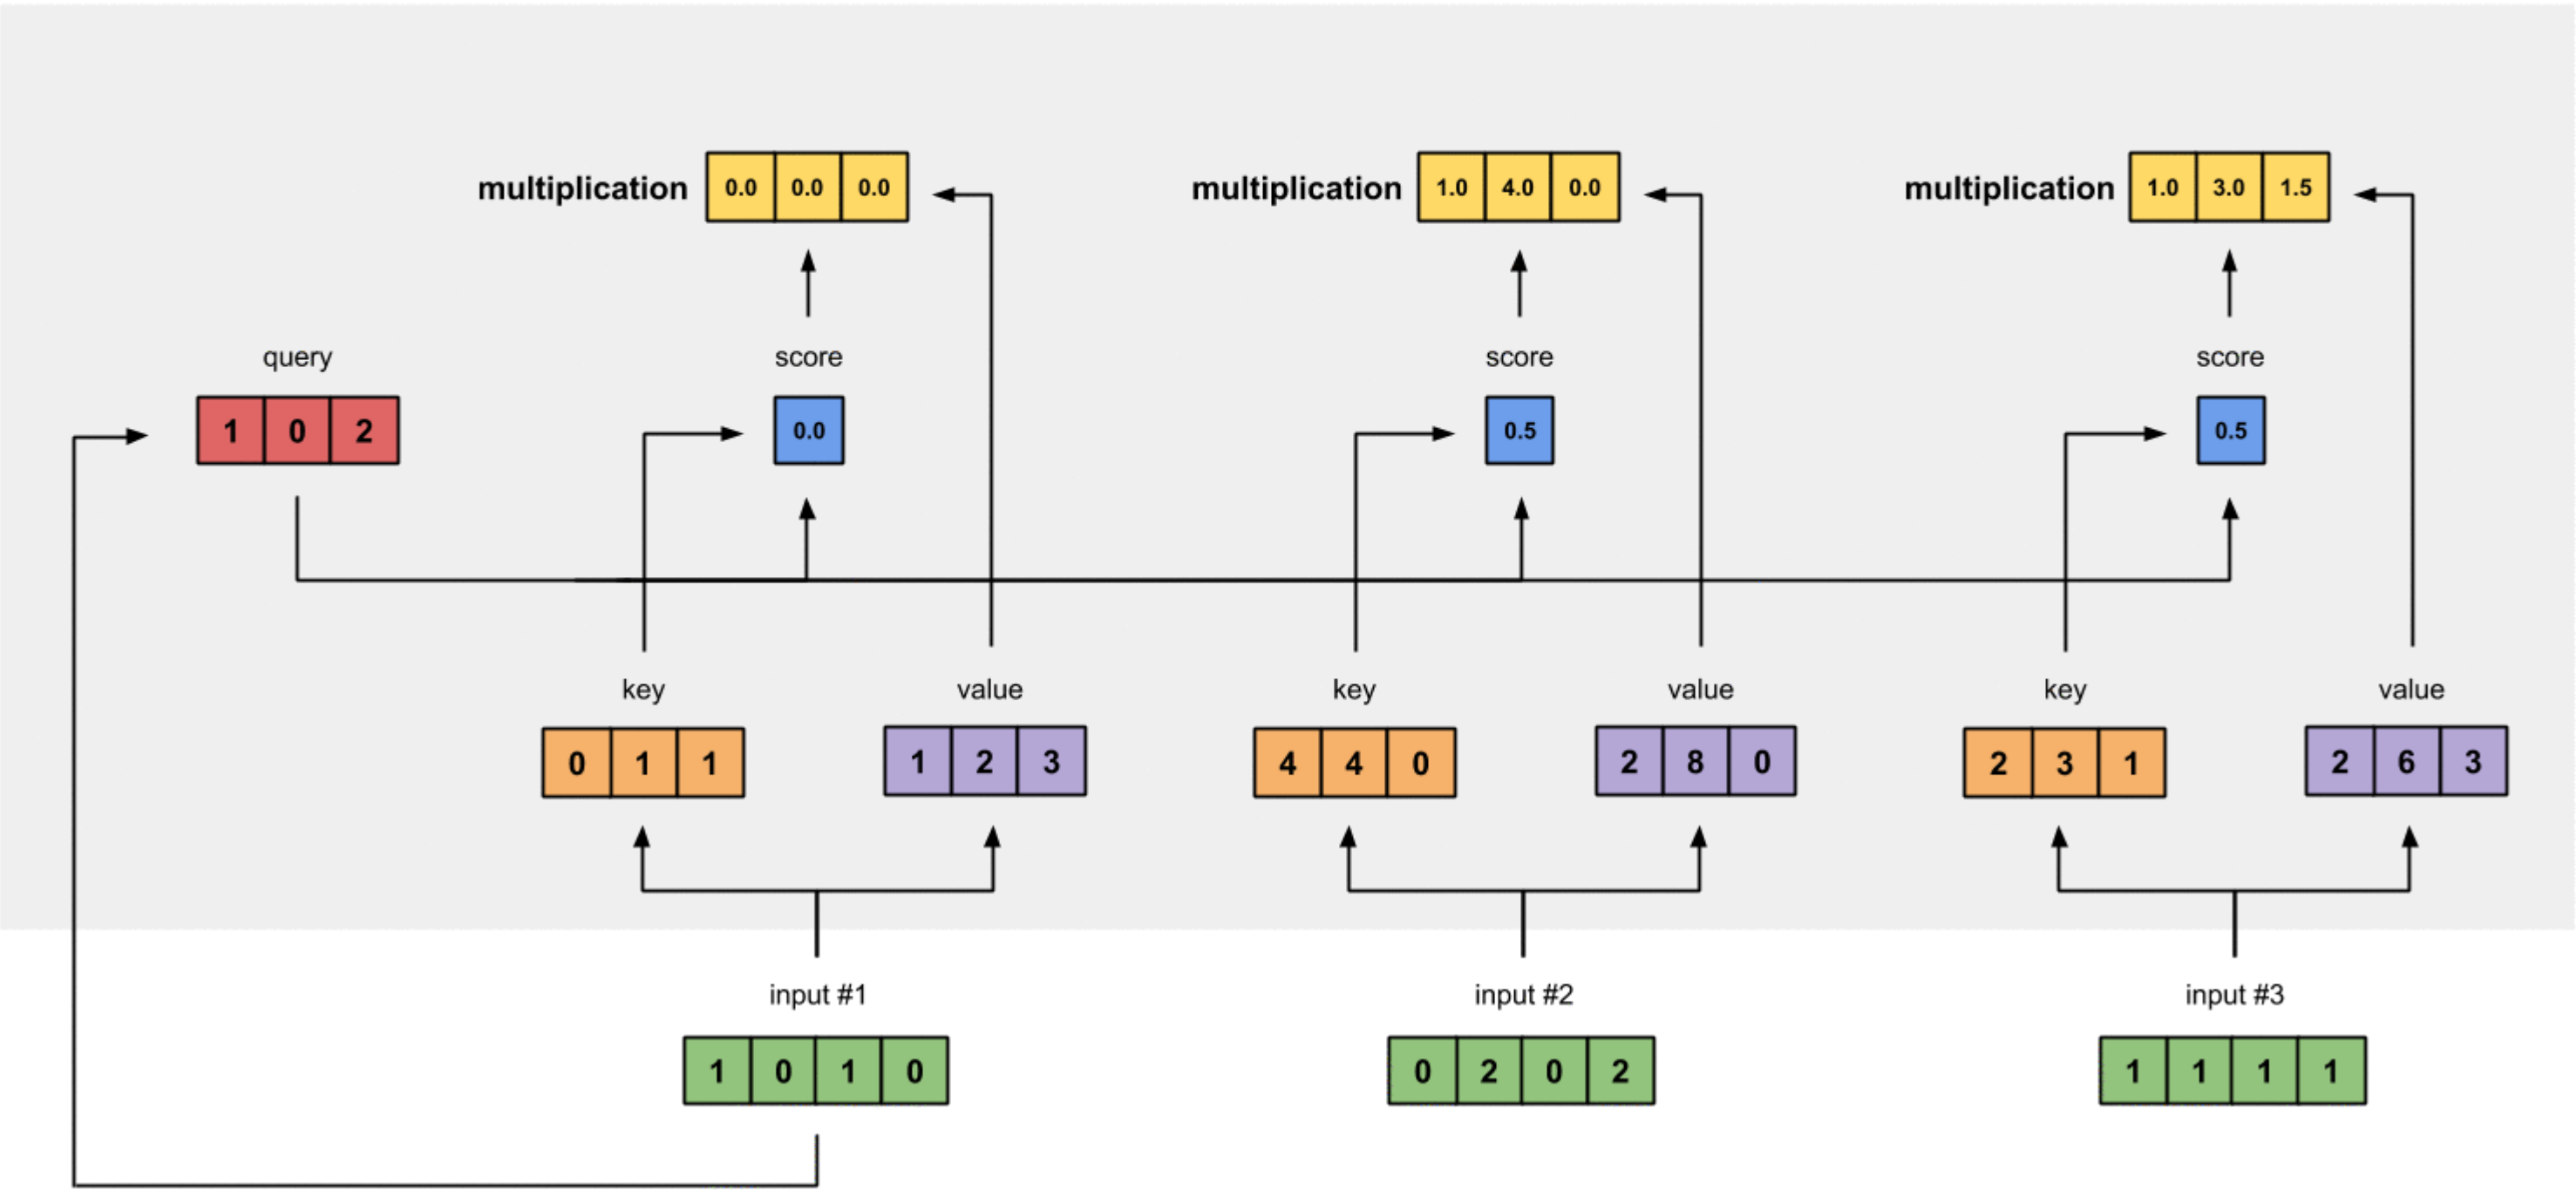 multiplication 0.0 0.0 0.0 multiplication 1.0 4.0 0.0 multiplication 1.0 3.0 1.5
query score score score
1 0 2 0.0 0.5 0.5
key value key value key value
0 1 1 1 2 3 4 4 0 2 8 0 2 3 1 2 6 3
input #1 input #2 input #3
1 0 1 0 0 2 0 2 1 1 1 1